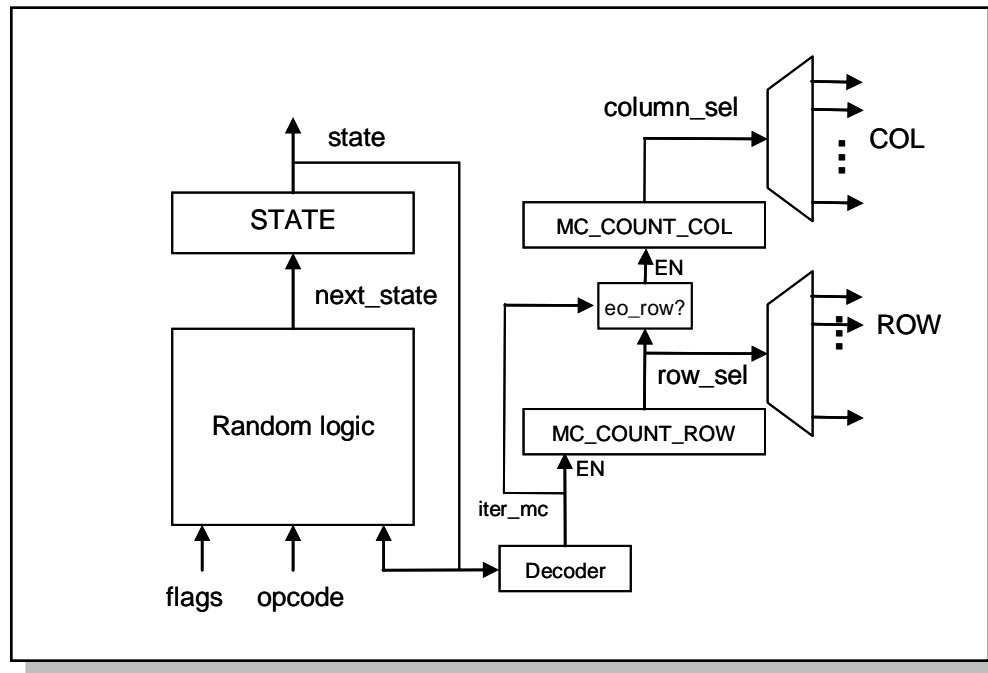 state
STATE
next_state
Random logic
flags
opcode
column_sel
COL
MC_COUNT_COL
EN
eo_row?
ROW
row_sel
MC_COUNT_ROW
EN
iter_mc
Decoder